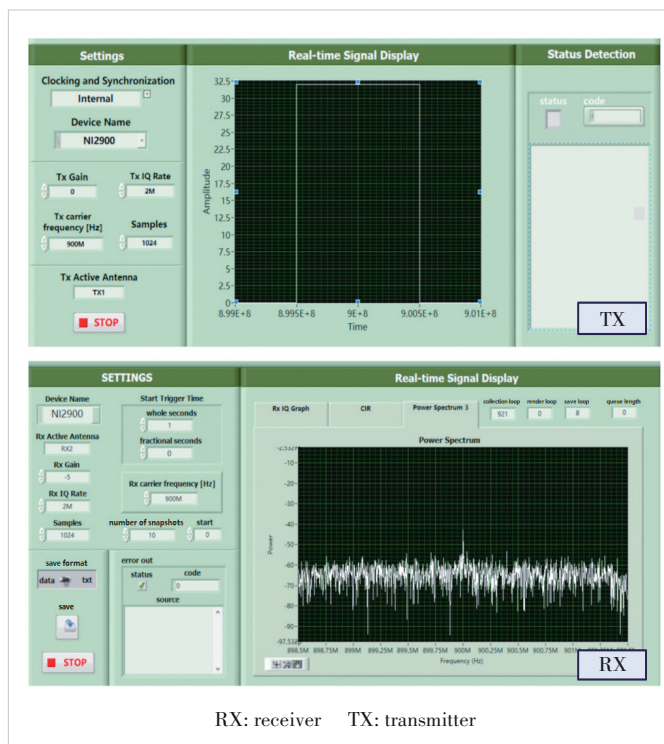 Settings
Real-time Signal Display
Status Detection
Clocking and Synchronization
Internal
Device Name
NI2900
Tx Gain
Tx IQ Rate
0
2M
Tx carrier
frequency [Hz]
Samples
900M
1024
Tx Active Antenna
TX1
STOP
Amplitude
32.5
30
27.5
25
22.5
20
17.5
15
12.5
10
7.5
5
2.5
0
8.99E+8
8.995E+8
9E+8
9.005E+8
9.01E+8
Time
status
code
TX
SETTINGS
Real-time Signal Display
Device Name
NI2900
Start Trigger Time
whole seconds
1
fractional seconds
0
Rx Active Antenna
RX2
Rx Gain
-5
Rx carrier frequency [Hz]
900M
Rx IQ Rate
2M
Samples
number of snapshots
start
1024
10
0
save format
data
txt
save
STOP
error out
status
code
0
source
Rx IQ Graph
CIR
Power Spectrum 3
collection loop
render loop
save loop
queue length
921
0
8
0
Power Spectrum
Power
-10
-20
-30
-40
-50
-60
-70
-80
-90
898.5M
898.75M
899M
899.25M
899.5M
899.75M
900M
900.25M
900.5M
900.75M
Frequency (Hz)
RX
RX: receiver TX: transmitter